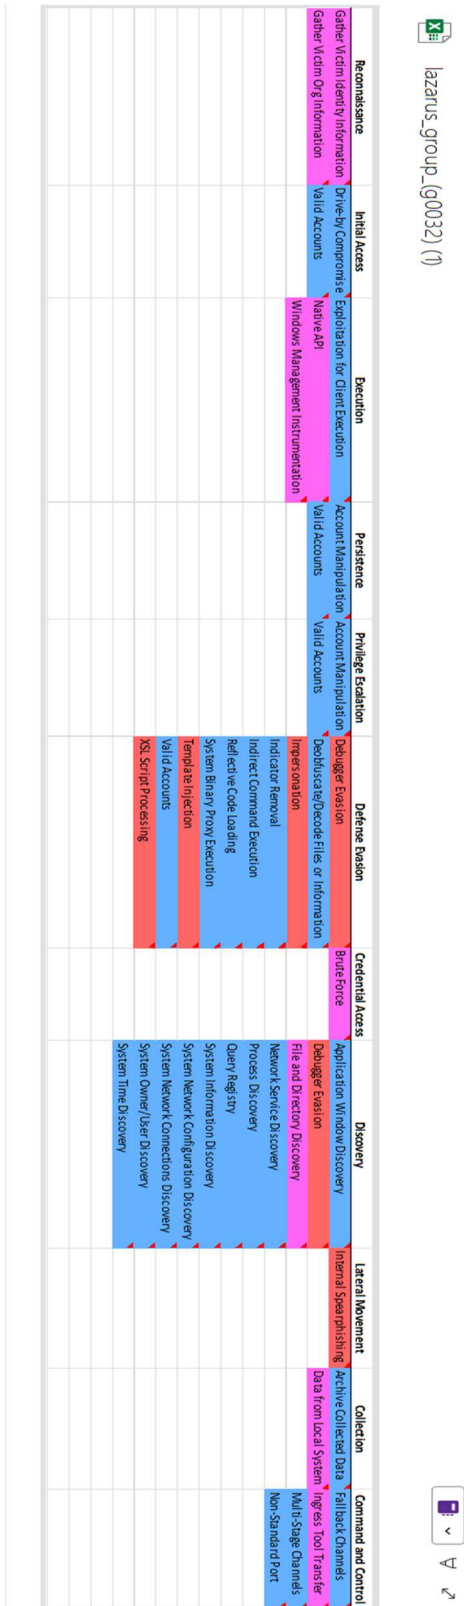 lazarus_group_(g0032) (1)
Reconnaissance
Gather Victim Identity Information
Gather Victim Org Information
Initial Access
Drive-by Compromise
Valid Accounts
Execution
Exploitation for Client Execution
Native API
Windows Management Instrumentation
Persistence
Account Manipulation
Valid Accounts
Privilege Escalation
Account Manipulation
Valid Accounts
Defense Evasion
Debugger Evasion
Deobfuscate/Decode Files or Information
Impersonation
Indicator Removal
Indirect Command Execution
Reflective Code Loading
System Binary Proxy Execution
Template Injection
Valid Accounts
XSL Script Processing
Credential Access
Brute Force
Discovery
Application Window Discovery
Debugger Evasion
File and Directory Discovery
Network Service Discovery
Process Discovery
Query Registry
System Information Discovery
System Network Configuration Discovery
System Network Connections Discovery
System Owner/User Discovery
System Time Discovery
Lateral Movement
Internal Spearphishing
Collection
Archive Collected Data
Data from Local System
Command and Control
Fallback Channels
Ingress Tool Transfer
Multi-Stage Channels
Non-Standard Port